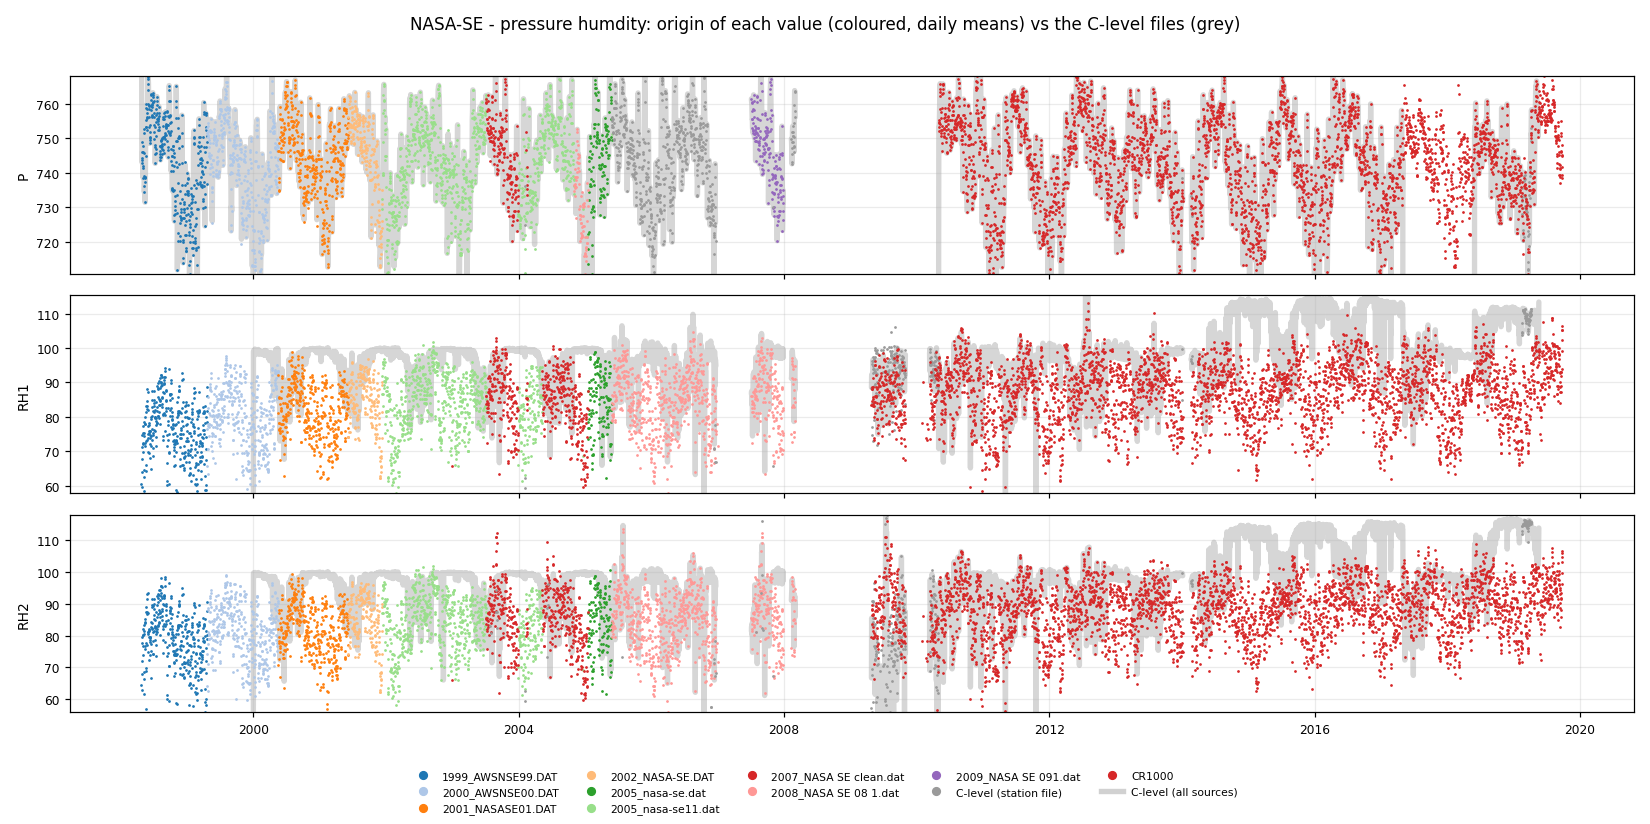 NASA-SE - pressure humdity: origin of each value (coloured, daily means) vs the C-level files (grey)
P
760
750
740
730
720
RH1
110
100
90
80
70
60
RH2
110
100
90
80
70
60
2000
2004
2008
2012
2016
2020
1999_AWSNSE99.DAT
2000_AWSNSE00.DAT
2001_NASASE01.DAT
2002_NASA-SE.DAT
2005_nasa-se.dat
2005_nasa-se11.dat
2007_NASA SE clean.dat
2008_NASA SE 08 1.dat
2009_NASA SE 091.dat
C-level (station file)
CR1000
C-level (all sources)